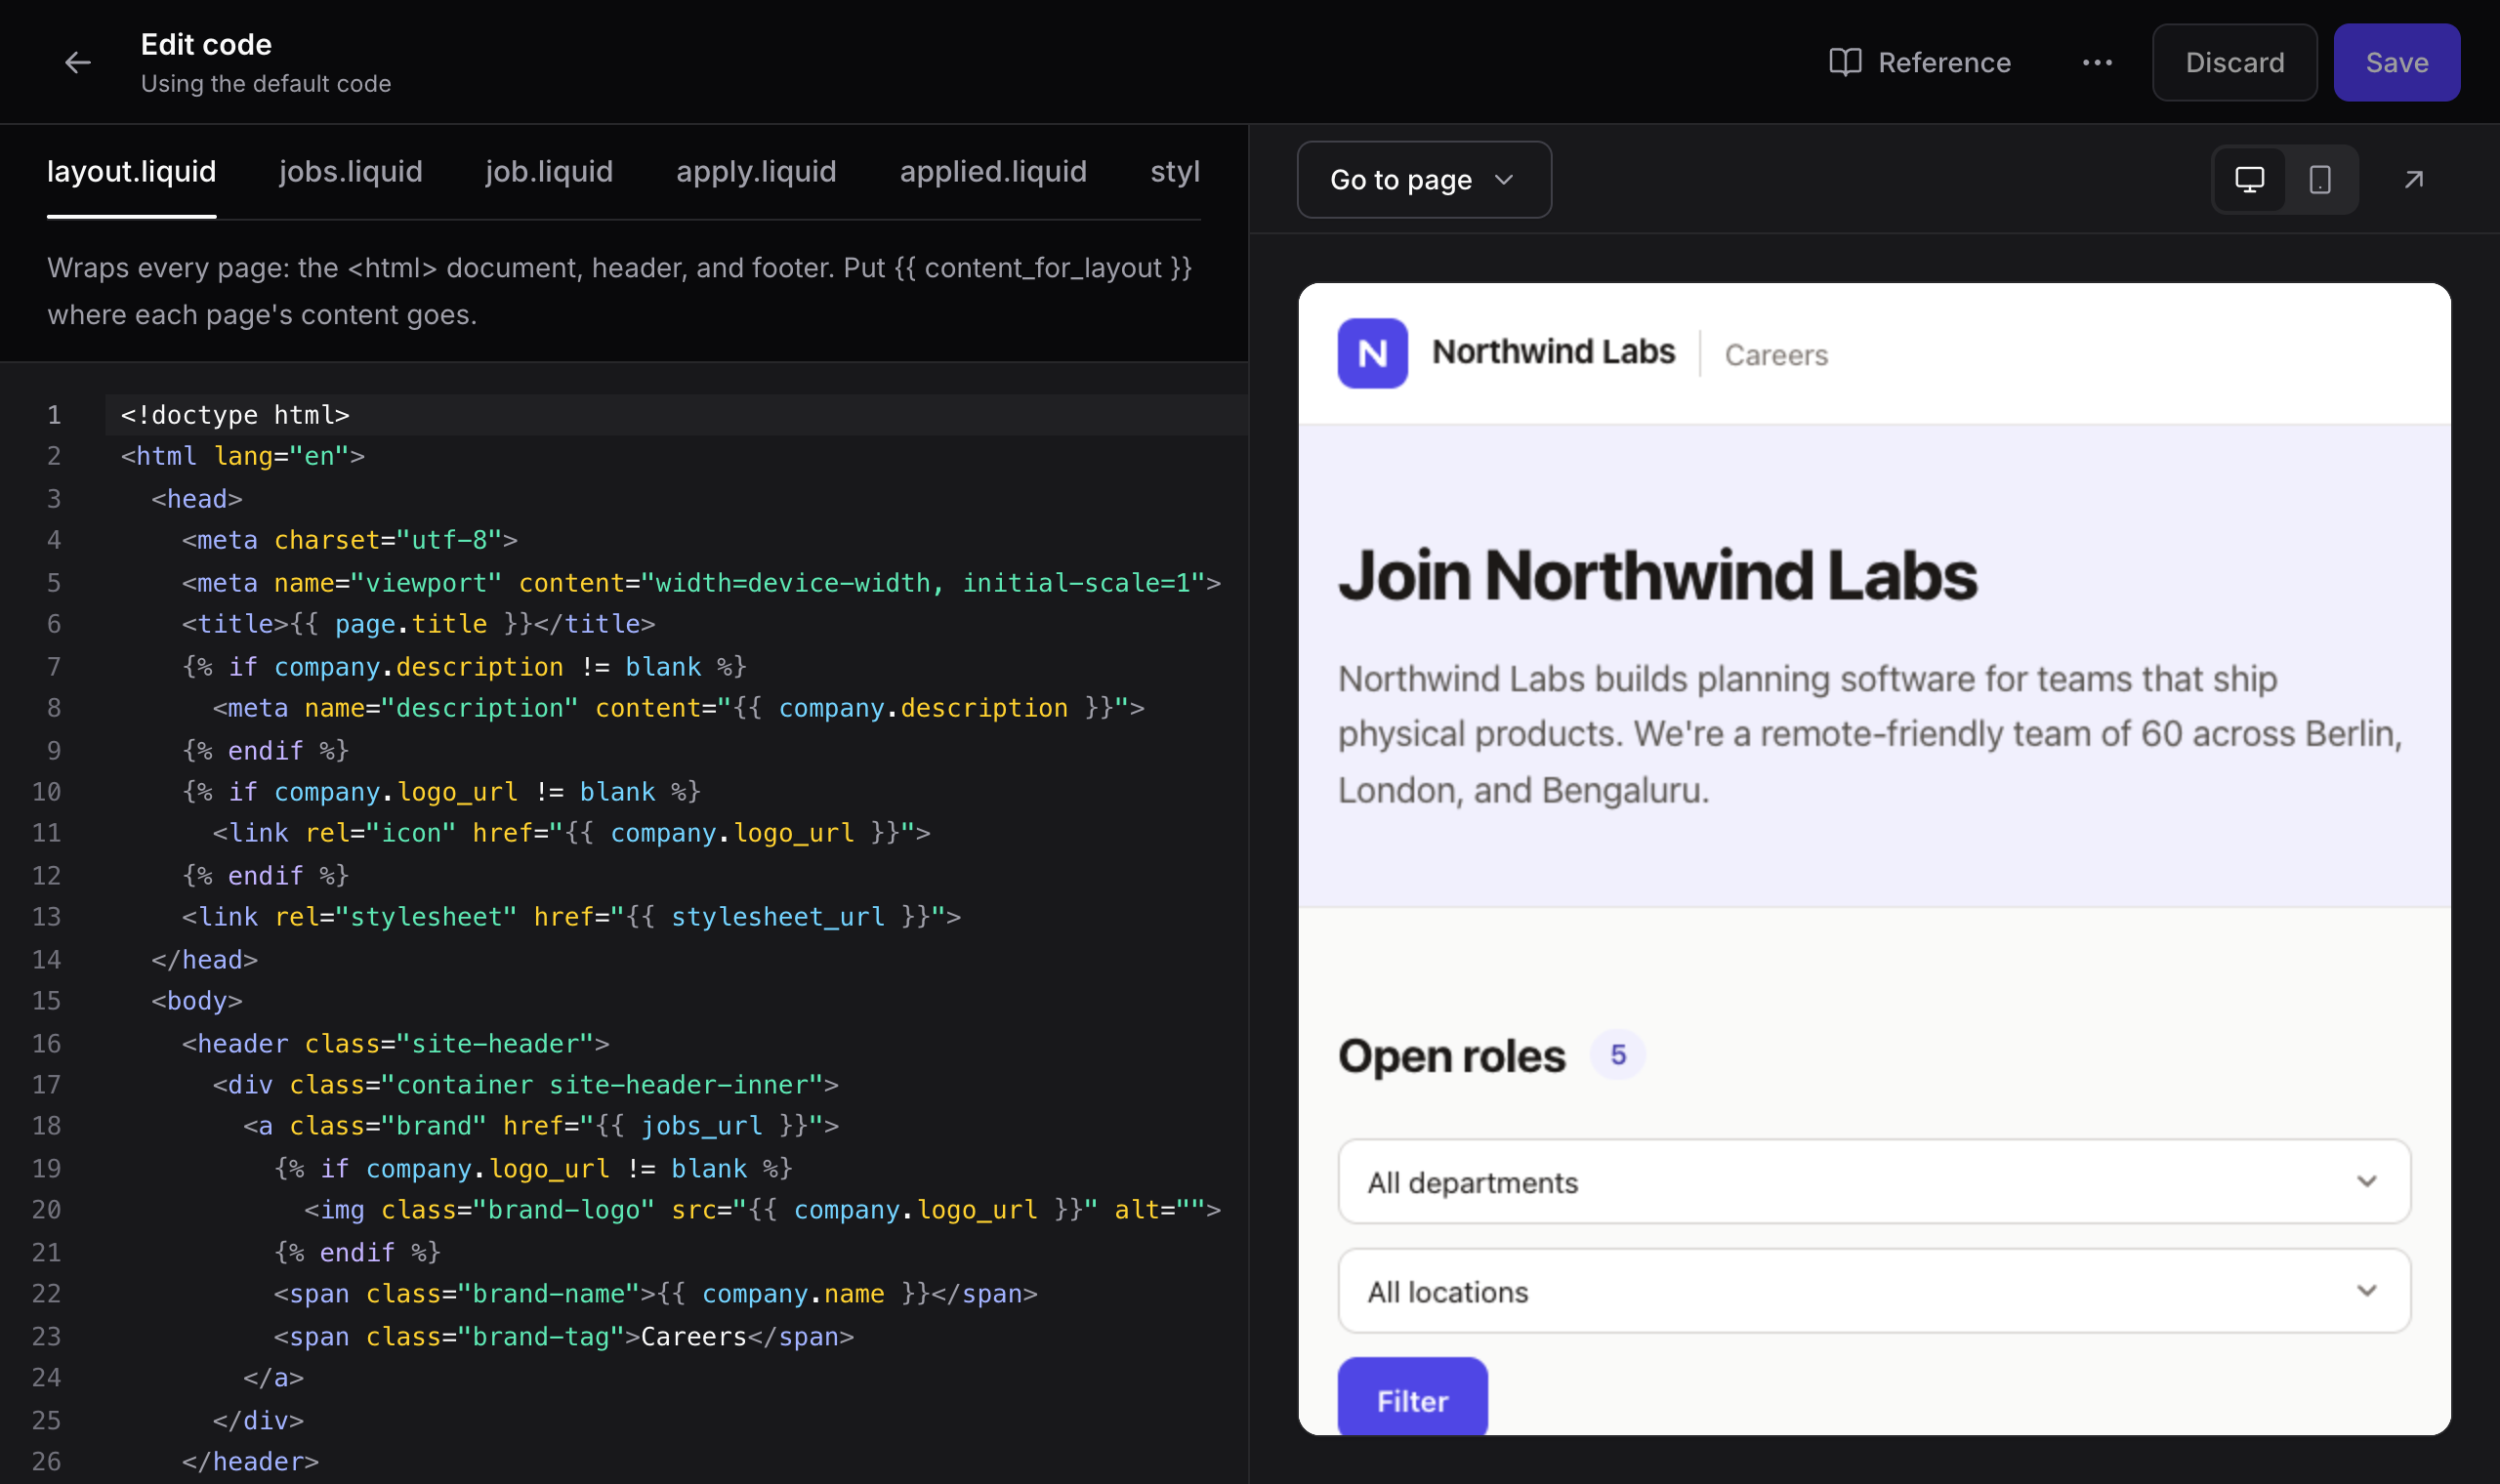 Edit code
Using the default code
Reference
Discard
Save
layout.liquid
jobs.liquid
job.liquid
apply.liquid
applied.liquid
styl
Wraps every page: the <html> document, header, and footer. Put {{ content_for_layout }}
where each page's content goes.
1 <!doctype html>
2 <html lang="en">
3 <head>
4 <meta charset="utf-8">
5 <meta name="viewport" content="width=device-width, initial-scale=1">
6 <title>{{ page.title }}</title>
7 {% if company.description != blank %}
8 <meta name="description" content="{{ company.description }}">
9 {% endif %}
10 {% if company.logo_url != blank %}
11 <link rel="icon" href="{{ company.logo_url }}">
12 {% endif %}
13 <link rel="stylesheet" href="{{ stylesheet_url }}">
14 </head>
15 <body>
16 <header class="site-header">
17 <div class="container site-header-inner">
18 <a class="brand" href="{{ jobs_url }}">
19 {% if company.logo_url != blank %}
20 <img class="brand-logo" src="{{ company.logo_url }}" alt="">
21 {% endif %}
22 <span class="brand-name">{{ company.name }}</span>
23 <span class="brand-tag">Careers</span>
24 </a>
25 </div>
26 </header>
Go to page
N
Northwind Labs
Careers
Join Northwind Labs
Northwind Labs builds planning software for teams that ship
physical products. We're a remote-friendly team of 60 across Berlin,
London, and Bengaluru.
Open roles 5
All departments
All locations
Filter